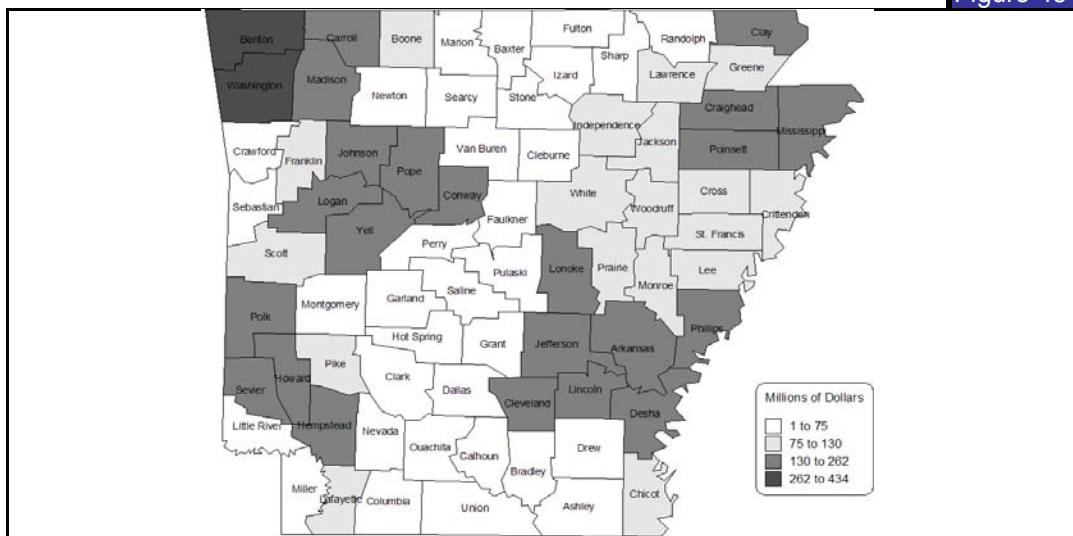 Benton
Carroll
Boone
Marion
Baxter
Fulton
Randolph
Clay
Sharp
Izard
Lawrence
Greene
Washington
Madison
Newton
Searcy
Stone
Independence
Jackson
Craighead
Mississippi
Poinsett
Crawford
Franklin
Johnson
Pope
Van Buren
Cleburne
Conway
White
Woodruff
Cross
Crittenden
Sebastian
Logan
Yell
Faulkner
St. Francis
Scott
Perry
Pulaski
Lonoke
Prairie
Monroe
Lee
Polk
Montgomery
Garland
Saline
Hot Spring
Grant
Jefferson
Arkansas
Phillips
Sevier
Howard
Pike
Clark
Dallas
Cleveland
Lincoln
Desha
Little River
Hempstead
Nevada
Ouachita
Calhoun
Bradley
Drew
Miller
Lafayette
Columbia
Union
Ashley
Chicot
Millions of Dollars
1 to 75
75 to 130
130 to 262
262 to 434